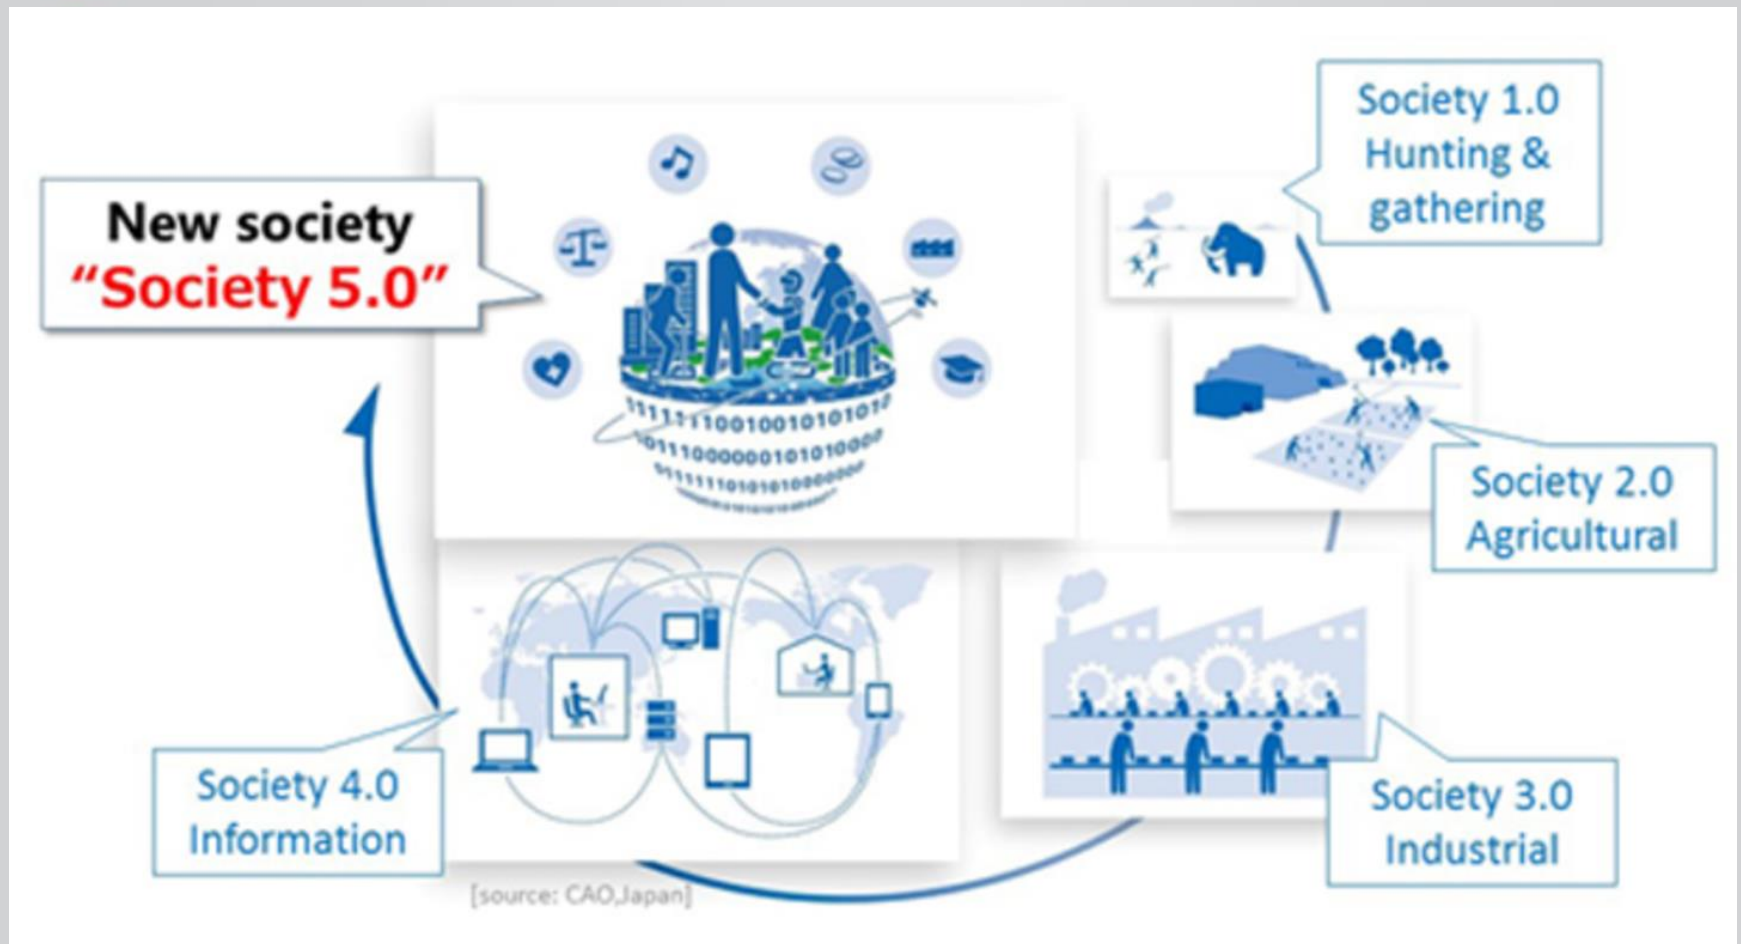 Society 1.0
Hunting &
gathering
New society
“Society 5.0”
Society 2.0
Agricultural
Society 3.0
Industrial
Society 4.0
Information
[source: CAO,Japan]